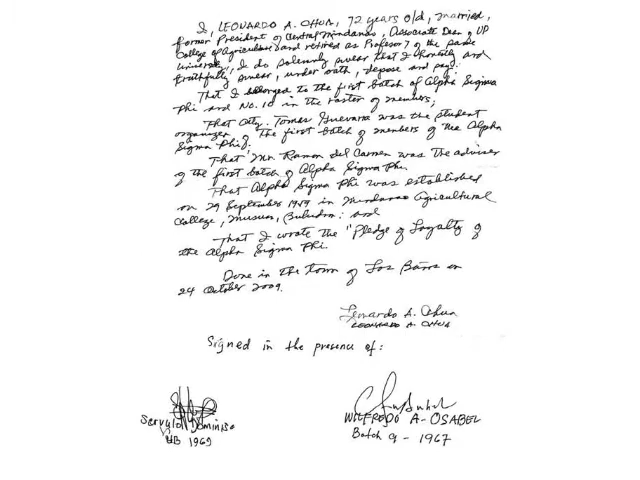 I, LEONARDO A. CHUA, 72 years old, married,
former President of Central Mindanao, Associate Dean of UP
College of Agriculture and retired as Professor 7 of the same
University, I do solemnly swear that I honestly and
truthfully swear, under oath, depose and say:
That I belonged to the first batch of Alpha Sigma
Phi and No. 10 in the roster of members;
That Atty. Tomas Guevarra was the student
organizer of the first batch of members of the Alpha
Sigma Phi;
That Mr. Ramon del Carmen was the adviser
of the first batch of Alpha Sigma Phi.
That Alpha Sigma Phi was established
on 29 September 1949 in Mindanao Agricultural
College, Musuan, Bukidnon: and
That I wrote the "Pledge of Loyalty of
the Alpha Sigma Phi
Done in the town of Los Baños on
24 October 2009.
Leonardo A. Chua
LEONARDO A. CHUA
Signed in the presence of:
WILFREDO A. OSABEL
HB 1969
Batch 9 - 1967